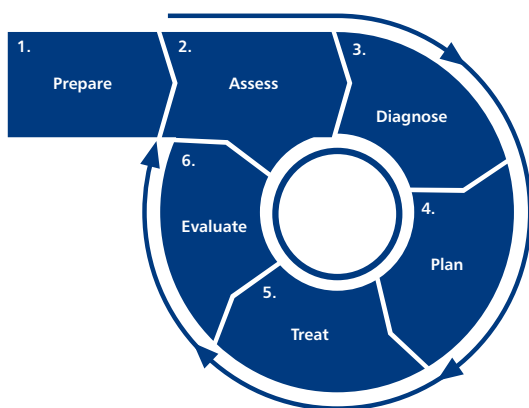 1.
Prepare
2.
Assess
3.
Diagnose
4.
Plan
5.
Treat
6.
Evaluate